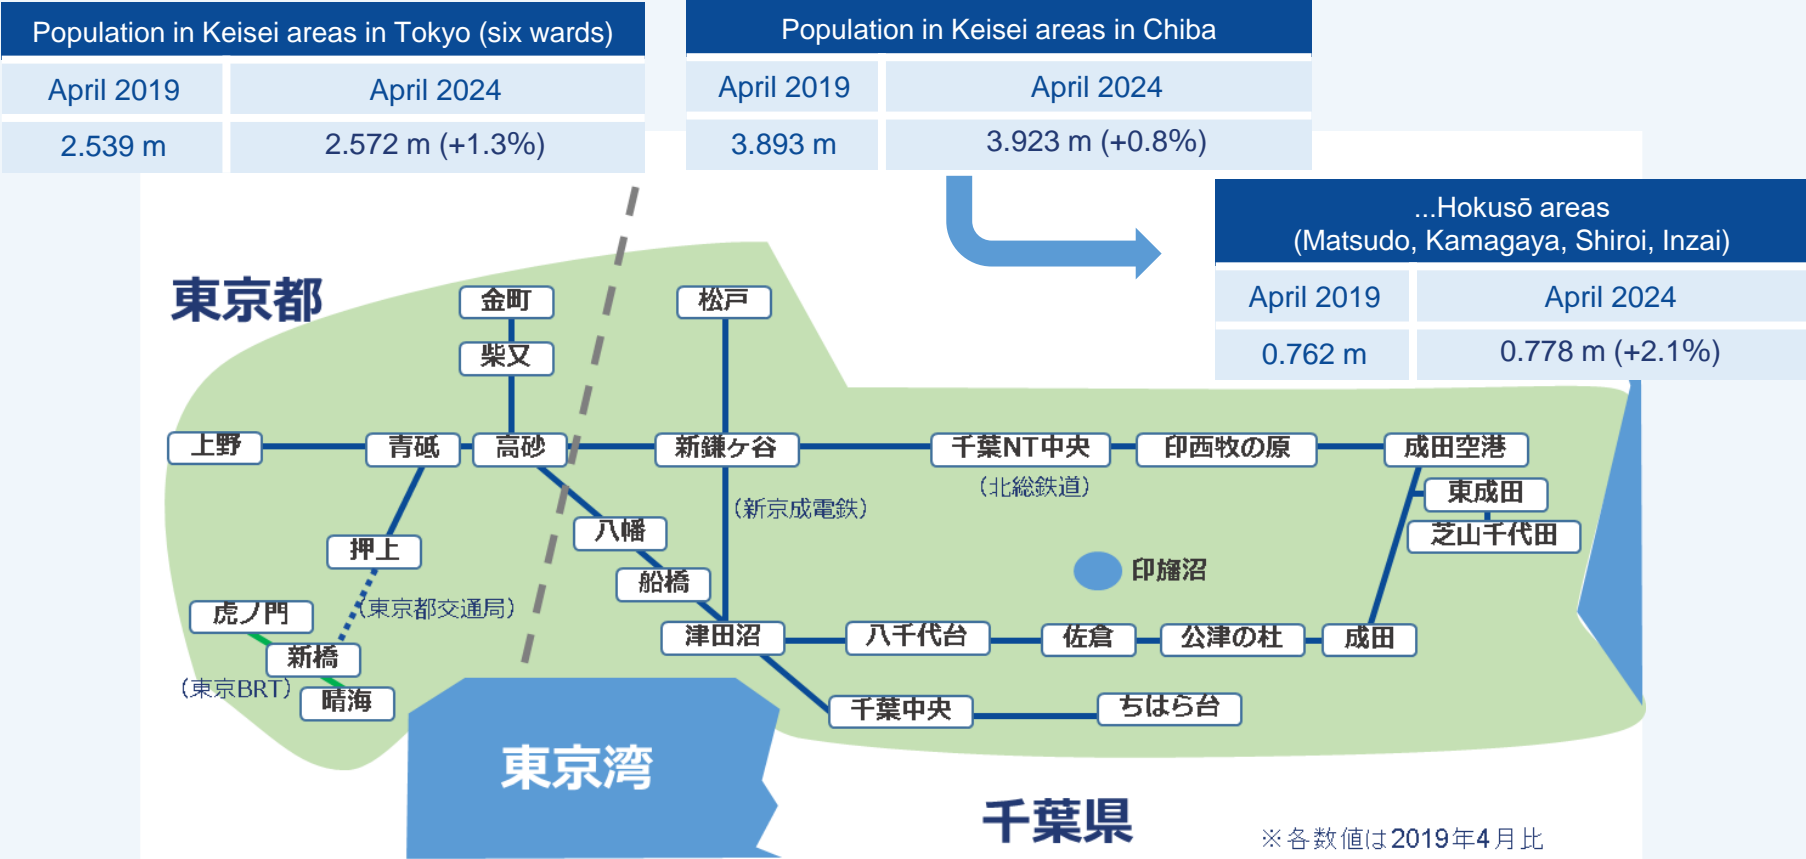 Population in Keisei areas in Tokyo (six wards)
April 2019
April 2024
2.539 m
2.572 m (+1.3%)
Population in Keisei areas in Chiba
April 2019
April 2024
3.893 m
3.923 m (+0.8%)
...Hokusō areas
(Matsudo, Kamagaya, Shiroi, Inzai)
April 2019
April 2024
0.762 m
0.778 m (+2.1%)
東京都
金町
松戸
柴又
上野
青砥
高砂
新鎌ヶ谷
千葉NT中央
印西牧の原
成田空港
(北総鉄道)
(新京成電鉄)
東成田
芝山千代田
八幡
押上
船橋
印旛沼
虎ノ門
(東京都交通局)
津田沼
八千代台
佐倉
公津の杜
成田
新橋
(東京BRT)
晴海
千葉中央
ちはら台
東京湾
千葉県
※各数値は2019年4月比